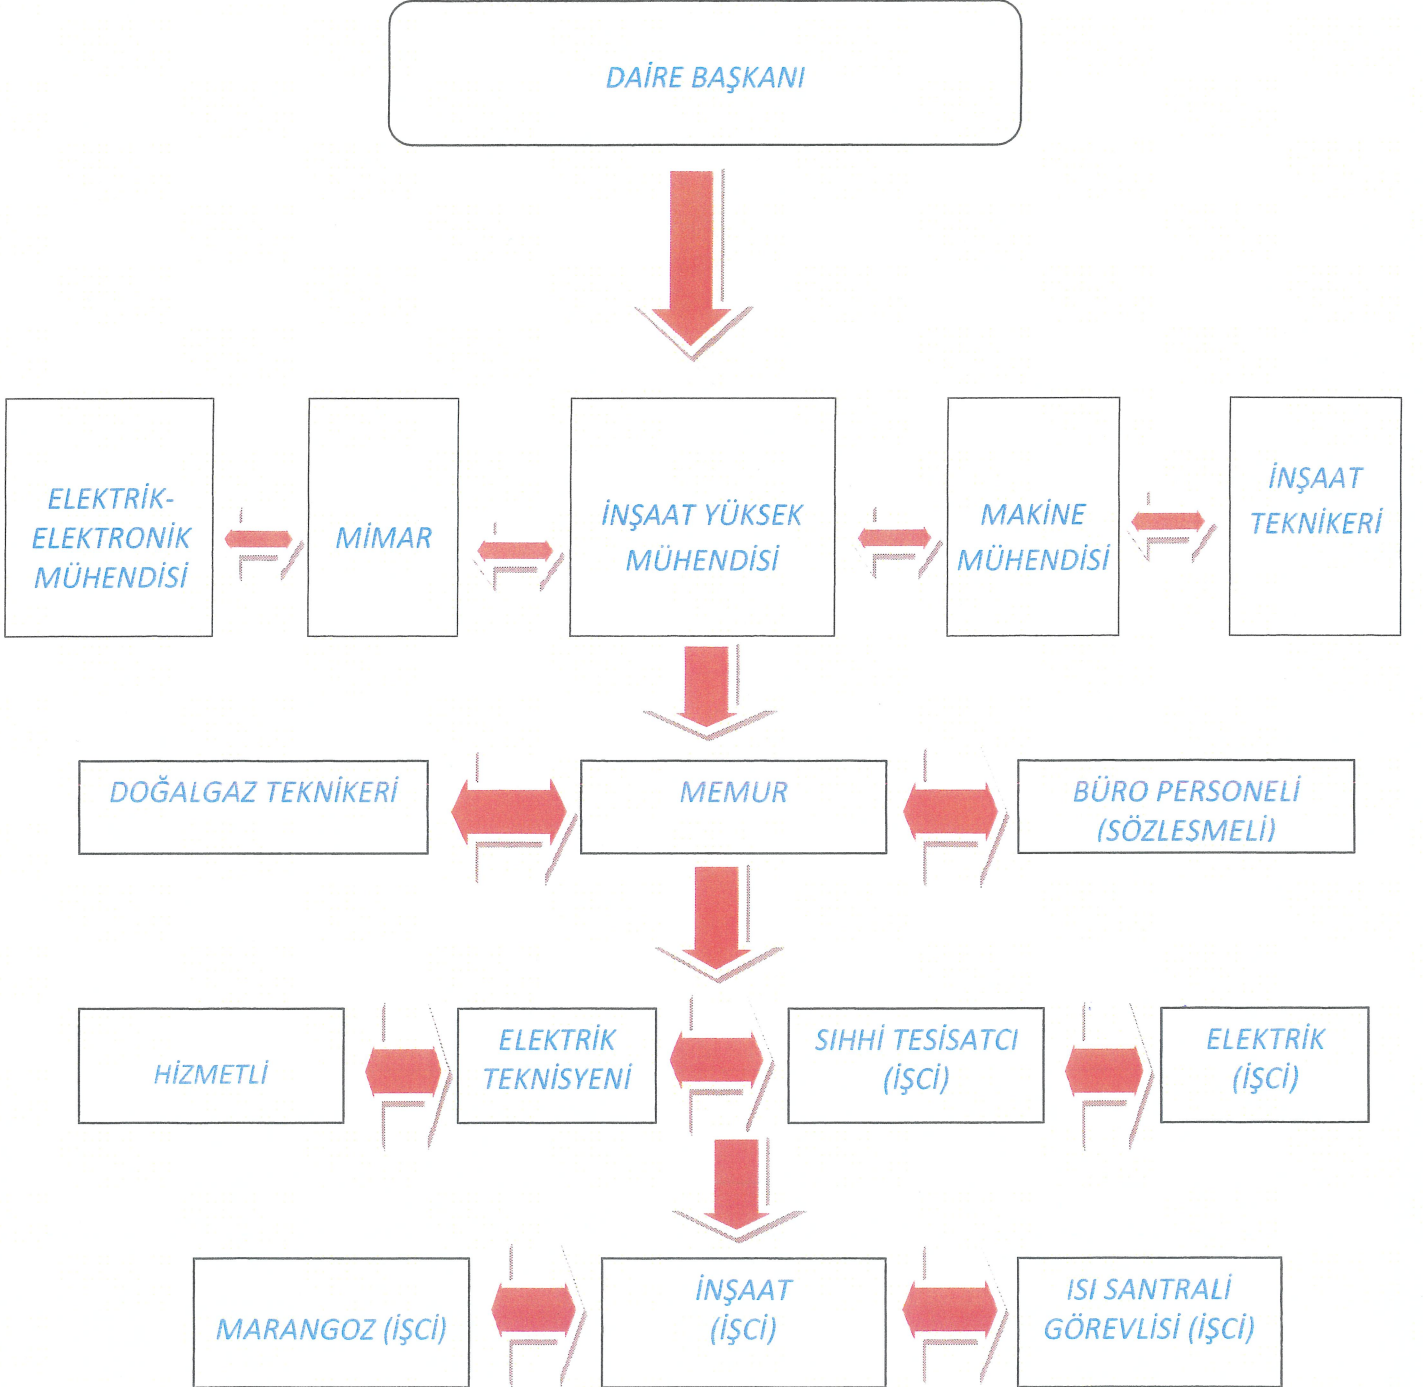 DAİRE BAŞKANI
ELEKTRİK-
ELEKTRONİK
MÜHENDİSİ
MİMAR
İNŞAAT YÜKSEK
MÜHENDİSİ
MAKİNE
MÜHENDİSİ
İNŞAAT
TEKNİKERİ
DOĞALGAZ TEKNİKERİ
MEMUR
BÜRO PERSONELİ
(SÖZLEŞMELİ)
HİZMETLİ
ELEKTRİK
TEKNİSYENİ
SIHHİ TESİSATCI
(İŞCİ)
ELEKTRİK
(İŞCİ)
MARANGOZ (İŞCİ)
İNŞAAT
(İŞCİ)
ISI SANTRALİ
GÖREVLİSİ (İŞCİ)